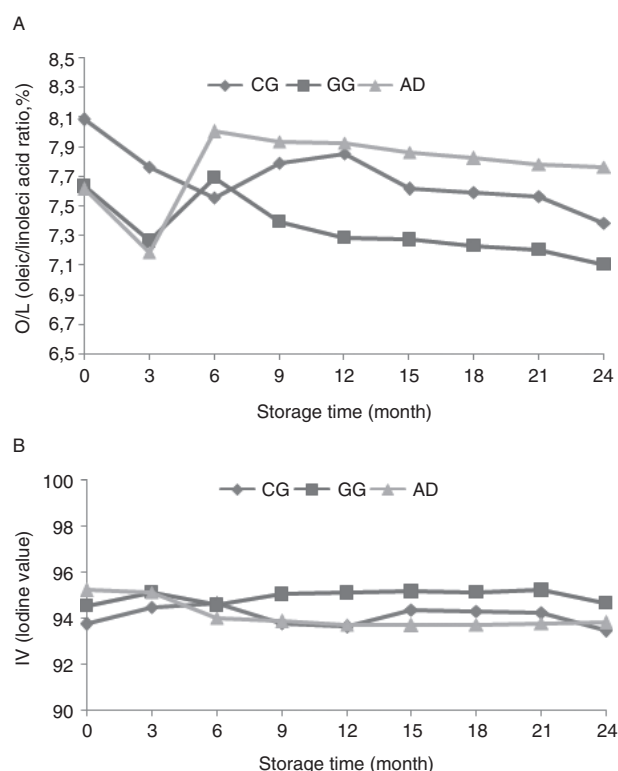 A
O/L (oleic/linoleci acid ratio,%)
8,5
8,3
8,1
7,9
7,7
7,5
7,3
7,1
6,9
6,7
6,5
CG GG AD
0 3 6 9 12 15 18 21 24
Storage time (month)
B
IV (Iodine value)
100
98
96
94
92
90
CG GG AD
0 3 6 9 12 15 18 21 24
Storage time (month)